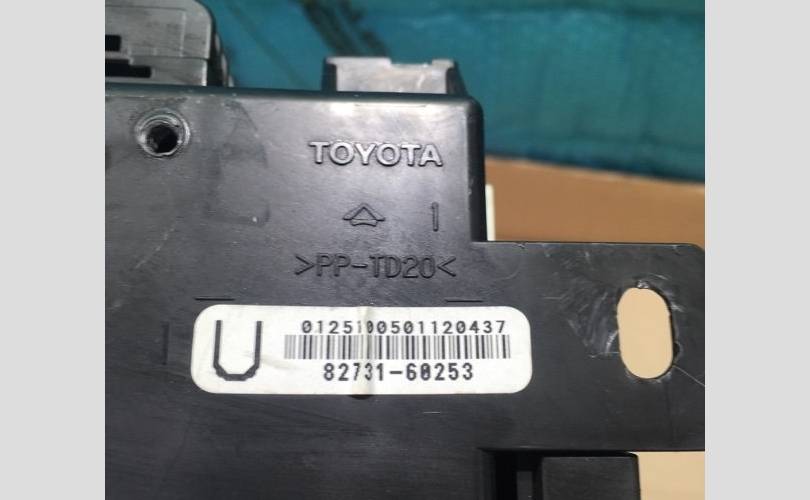 TOYOTA
1
>PP-TD20<
U
0125100501120437
82731-60253